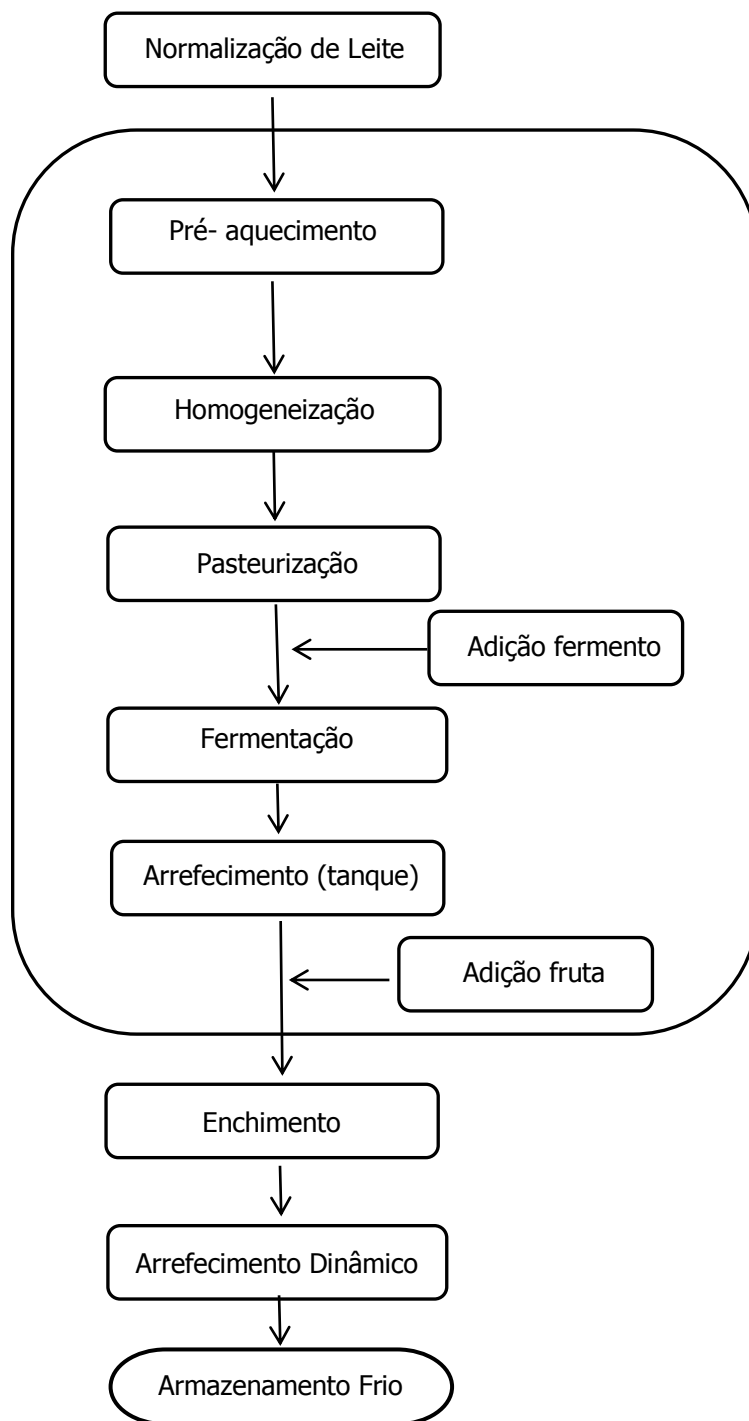 Normalização de Leite
Pré- aquecimento
Homogeneização
Pasteurização
Adição fermento
Fermentação
Arrefecimento (tanque)
Adição fruta
Enchimento
Arrefecimento Dinâmico
Armazenamento Frio